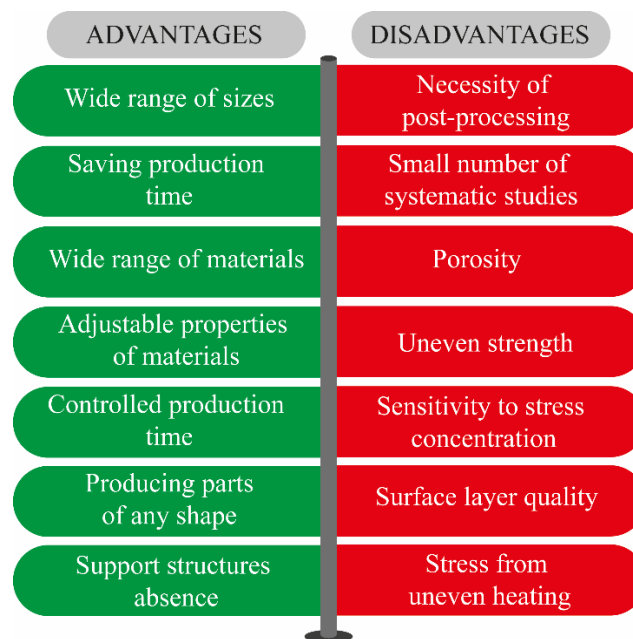 ADVANTAGES
DISADVANTAGES
Wide range of sizes
Necessity of
post-processing
Saving production
time
Small number of
systematic studies
Wide range of materials
Porosity
Adjustable properties
of materials
Uneven strength
Controlled production
time
Sensitivity to stress
concentration
Producing parts
of any shape
Surface layer quality
Support structures
absence
Stress from
uneven heating